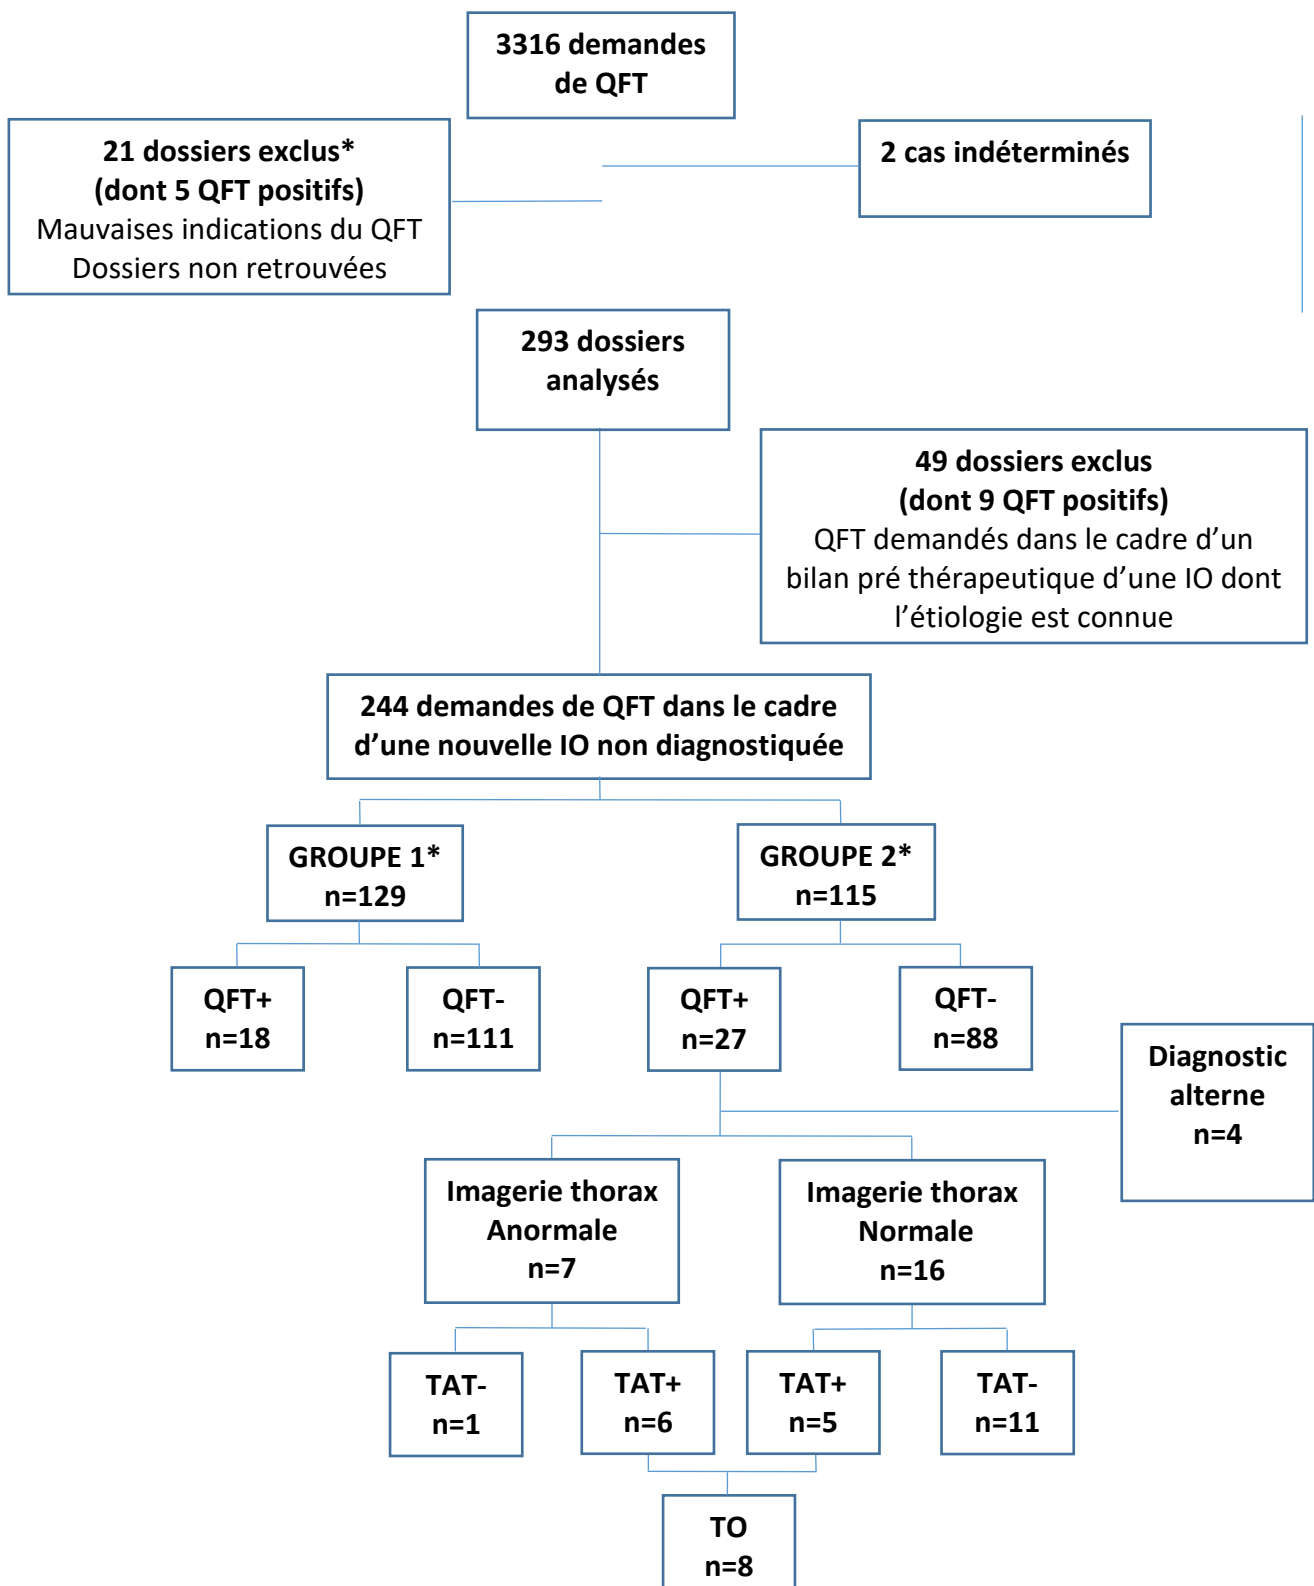 3316 demandes
de QFT
21 dossiers exclus*
(dont 5 QFT positifs)
Mauvaises indications du QFT
Dossiers non retrouvées
2 cas indéterminés
293 dossiers
analysés
49 dossiers exclus
(dont 9 QFT positifs)
QFT demandés dans le cadre d’un
bilan pré thérapeutique d’une IO dont
l’étiologie est connue
244 demandes de QFT dans le cadre
d’une nouvelle IO non diagnostiquée
GROUPE 1*
n=129
GROUPE 2*
n=115
QFT+
n=18
QFT-
n=111
QFT+
n=27
QFT-
n=88
Diagnostic
alterne
n=4
Imagerie thorax
Anormale
n=7
Imagerie thorax
Normale
n=16
TAT-
n=1
TAT+
n=6
TAT+
n=5
TAT-
n=11
TO
n=8